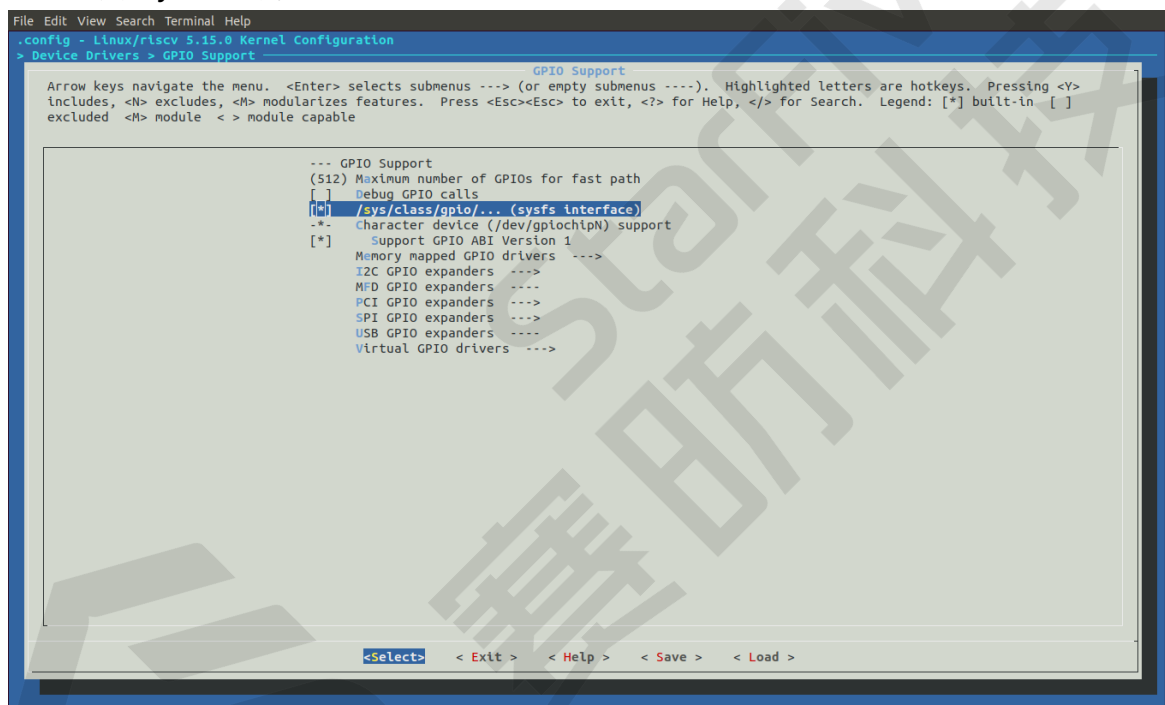 File Edit View Search Terminal Help
.config - Linux/riscv 5.15.0 Kernel Configuration
> Device Drivers > GPIO Support
GPIO Support
Arrow keys navigate the menu. <Enter> selects submenus ---> (or empty submenus ----). Highlighted letters are hotkeys. Pressing <Y>
includes, <N> excludes, <M> modularizes features. Press <Esc><Esc> to exit, <?> for Help, </> for Search. Legend: [*] built-in [ ]
excluded <M> module < > module capable
--- GPIO Support
(512) Maximum number of GPIOs for fast path
[ ] Debug GPIO calls
[*] /sys/class/gpio/... (sysfs interface)
-*- Character device (/dev/gpiochipN) support
[*] Support GPIO ABI Version 1
Memory mapped GPIO drivers --->
I2C GPIO expanders --->
MFD GPIO expanders ----
PCI GPIO expanders --->
SPI GPIO expanders --->
USB GPIO expanders ----
Virtual GPIO drivers --->
<Select> < Exit > < Help > < Save > < Load >
StarFiv
赛昉科技